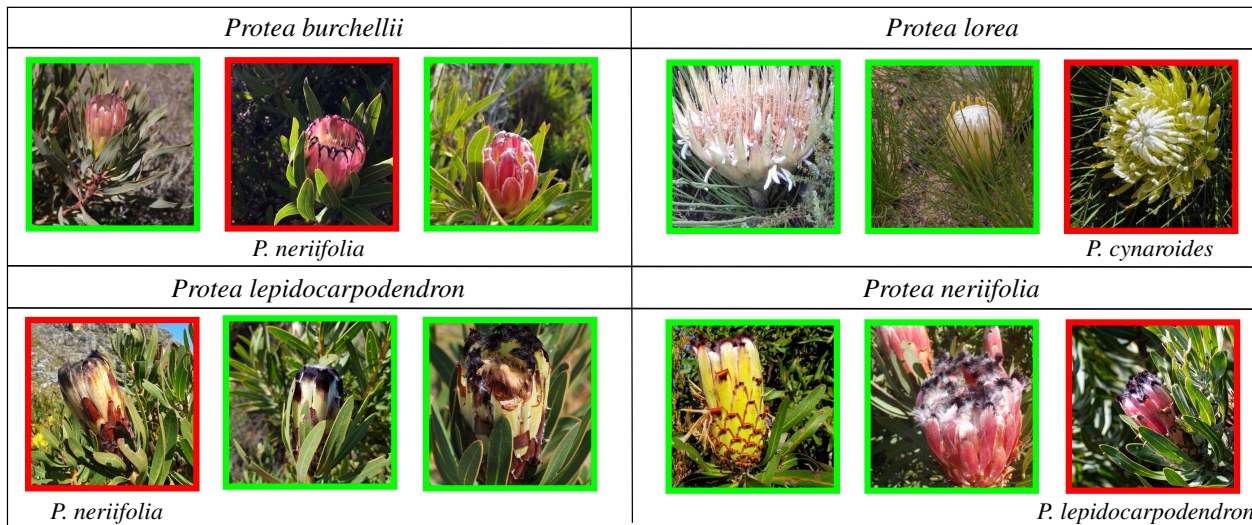 Protea burchellii
Protea lorea
P. neriifolia
P. cynaroides
Protea lepidocarpodendron
Protea neriifolia
P. neriifolia
P. lepidocarpodendron